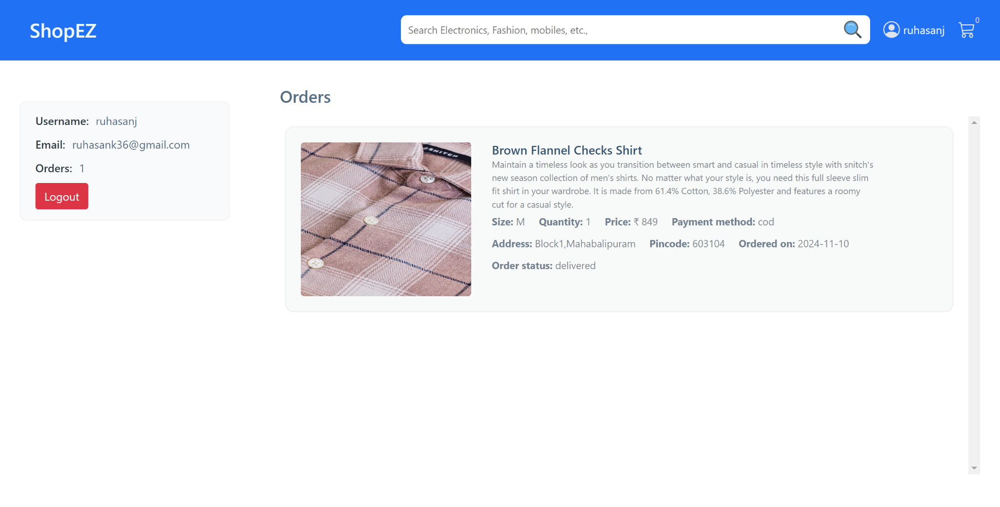 ShopEZ
Search Electronics, Fashion, mobiles, etc.,
ruhasanj
0
Username: ruhasanj
Email: ruhasank36@gmail.com
Orders: 1
Logout
Orders
SNITCH
Brown Flannel Checks Shirt
Maintain a timeless look as you transition between smart and casual in timeless style with snitch's
new season collection of men's shirts. No matter what your style is, you need this full sleeve slim
fit shirt in your wardrobe. It is made from 61.4% Cotton, 38.6% Polyester and features a roomy
cut for a casual style.
Size: M Quantity: 1 Price: ₹ 849 Payment method: cod
Address: Block1,Mahabalipuram Pincode: 603104 Ordered on: 2024-11-10
Order status: delivered